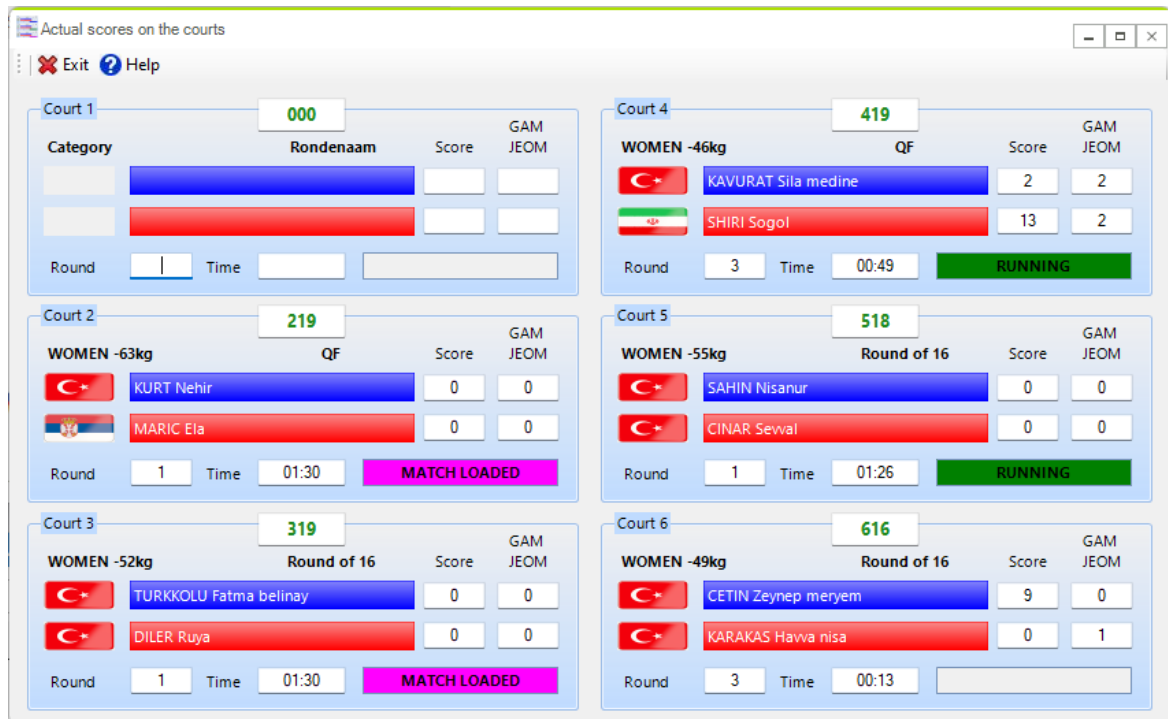 Actual scores on the courts
Exit Help
Court 1
000
GAM
Category Rondenaam Score JEOM
Round Time
Court 2
219
GAM
WOMEN -63kg QF Score JEOM
KURT Nehir 0 0
MARIC Ela 0 0
Round 1 Time 01:30 MATCH LOADED
Court 3
319
GAM
WOMEN -52kg Round of 16 Score JEOM
TURKKOLU Fatma belinay 0 0
DILER Ruya 0 0
Round 1 Time 01:30 MATCH LOADED
Court 4
419
GAM
WOMEN -46kg QF Score JEOM
KAVURAT Sila medine 2 2
SHIRI Sogol 13 2
Round 3 Time 00:49 RUNNING
Court 5
518
GAM
WOMEN -55kg Round of 16 Score JEOM
SAHIN Nisanur 0 0
CINAR Sevval 0 0
Round 1 Time 01:26 RUNNING
Court 6
616
GAM
WOMEN -49kg Round of 16 Score JEOM
CETIN Zeynep meryem 9 0
KARAKAS Havva nisa 0 1
Round 3 Time 00:13